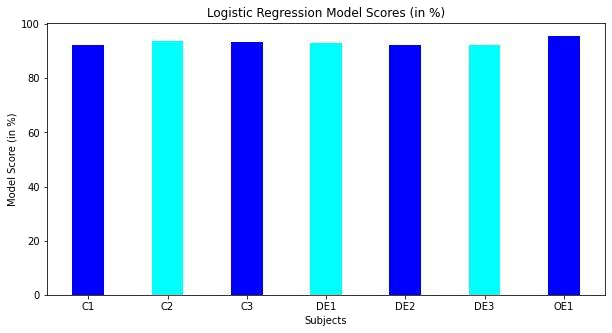 Logistic Regression Model Scores (in %)
Model Score (in %)
100
80
60
40
20
0
C1 C2 C3 DE1 DE2 DE3 OE1
Subjects